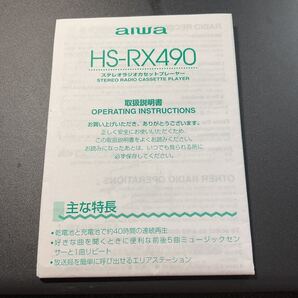 aiwa
HS-RX490
ステレオラジオカセットプレーヤー
STEREO RADIO CASSETTE PLAYER
取扱説明書
OPERATING INSTRUCTIONS
お買い上げいただき、ありがとうございます。
正しく安全にお使いいただくため、
この取扱説明書をよくお読みください。
お読みになったあとは、いつでも見られる所に
必ず保存してください。
主な特長
•乾電池と充電池で約40時間の連続再生
•好きな曲を聞くときに便利な前後5曲ミュージックセン
サーと1曲リピート
•放送局を簡単に呼び出せるエリアステーション